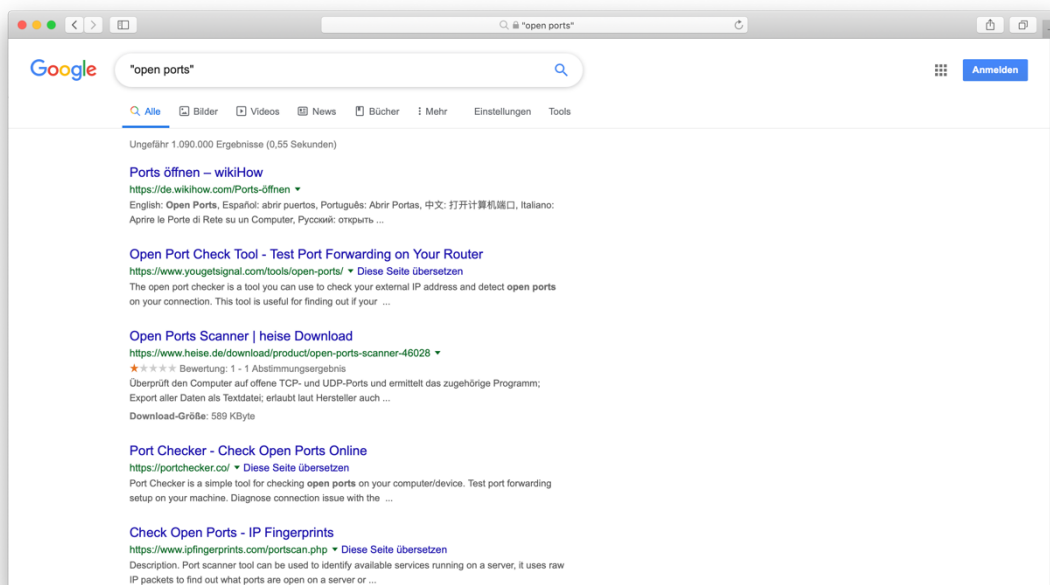 "open ports"
Google
"open ports"
Anmelden
Alle
Bilder
Videos
News
Bücher
Mehr
Einstellungen
Tools
Ungefähr 1.090.000 Ergebnisse (0,55 Sekunden)
Ports öffnen – wikiHow
https://de.wikihow.com/Ports-öffnen
English: Open Ports, Español: abrir puertos, Português: Abrir Portas, 中文: 打开计算机端口, Italiano:
Aprire le Porte di Rete su un Computer, Русский: открыть ...
Open Port Check Tool - Test Port Forwarding on Your Router
https://www.yougetsignal.com/tools/open-ports/ Diese Seite übersetzen
The open port checker is a tool you can use to check your external IP address and detect open ports
on your connection. This tool is useful for finding out if your ...
Open Ports Scanner | heise Download
https://www.heise.de/download/product/open-ports-scanner-46028
Bewertung: 1 - 1 Abstimmungsergebnis
Überprüft den Computer auf offene TCP- und UDP-Ports und ermittelt das zugehörige Programm;
Export aller Daten als Textdatei; erlaubt laut Hersteller auch ...
Download-Größe: 589 KByte
Port Checker - Check Open Ports Online
https://portchecker.co/ Diese Seite übersetzen
Port Checker is a simple tool for checking open ports on your computer/device. Test port forwarding
setup on your machine. Diagnose connection issue with the ...
Check Open Ports - IP Fingerprints
https://www.ipfingerprints.com/portscan.php Diese Seite übersetzen
Description. Port scanner tool can be used to identify available services running on a server, it uses raw
IP packets to find out what ports are open on a server or ...